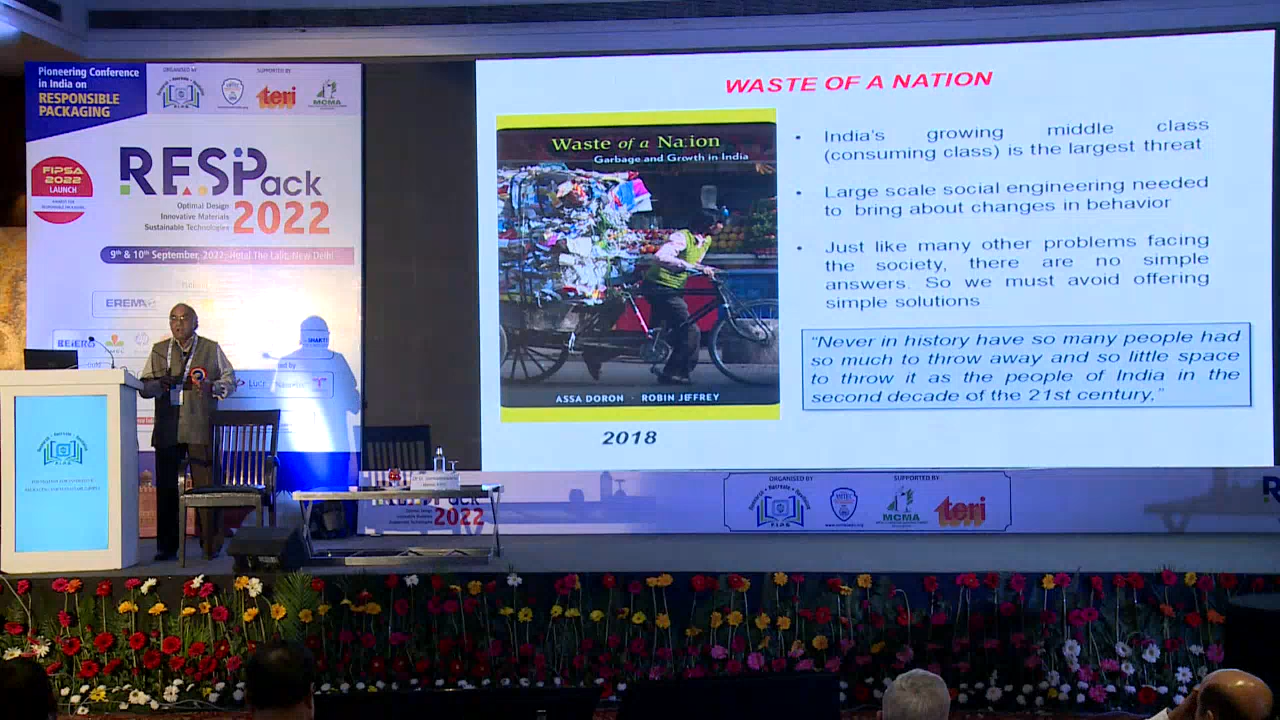 Pioneering Conference
in India on
RESPONSIBLE
PACKAGING
ORGANISED BY
SUPPORTED BY
teri
MCMA
FIPSA
2022
LAUNCH
RESPack
2022
Optimal Design
Innovative Materials
Sustainable Technologies
9th & 10th September, 2022, Hotel The Lalit, New Delhi
EREMA
SHAKTI
WASTE OF A NATION
Waste of a Nation
Garbage and Growth in India
ASSA DORON · ROBIN JEFFREY
2018
• India's growing middle class
(consuming class) is the largest threat
• Large scale social engineering needed
to bring about changes in behavior
• Just like many other problems facing
the society, there are no simple
answers. So we must avoid offering
simple solutions
"Never in history have so many people had
so much to throw away and so little space
to throw it as the people of India in the
second decade of the 21st century,"
RESPack
2022
ORGANISED BY
SUPPORTED BY
MCMA
teri